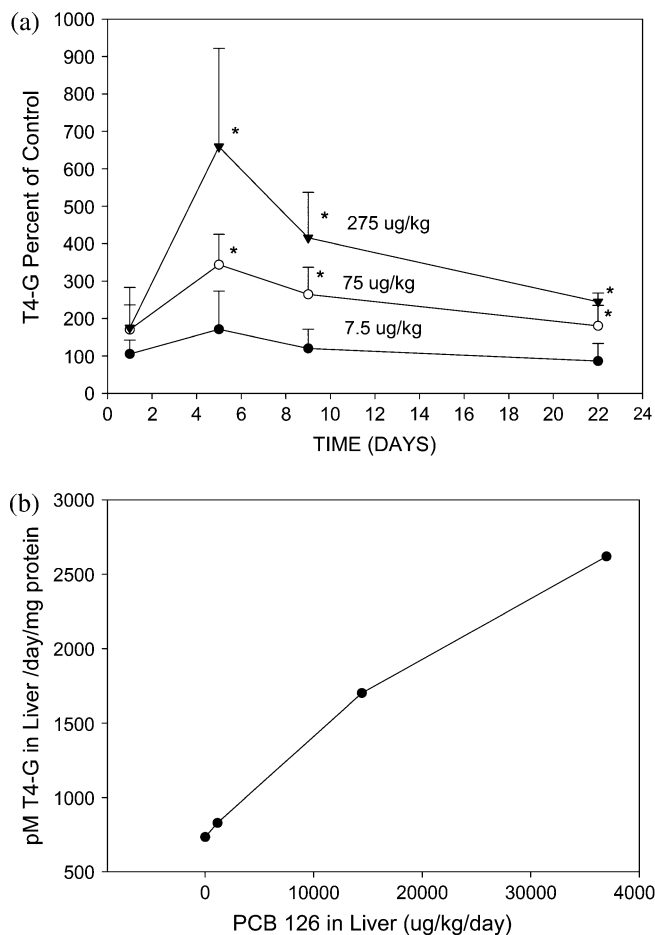 (a)
T4-G Percent of Control
1000
900
800
700
600
500
400
300
200
100
0
*
*
*
*
*
*
275 ug/kg
75 ug/kg
7.5 ug/kg
0 2 4 6 8 10 12 14 16 18 20 22 24
TIME (DAYS)
(b)
pM T4-G in Liver /day/mg protein
3000
2500
2000
1500
1000
500
0 10000 20000 30000 4000
PCB 126 in Liver (ug/kg/day)